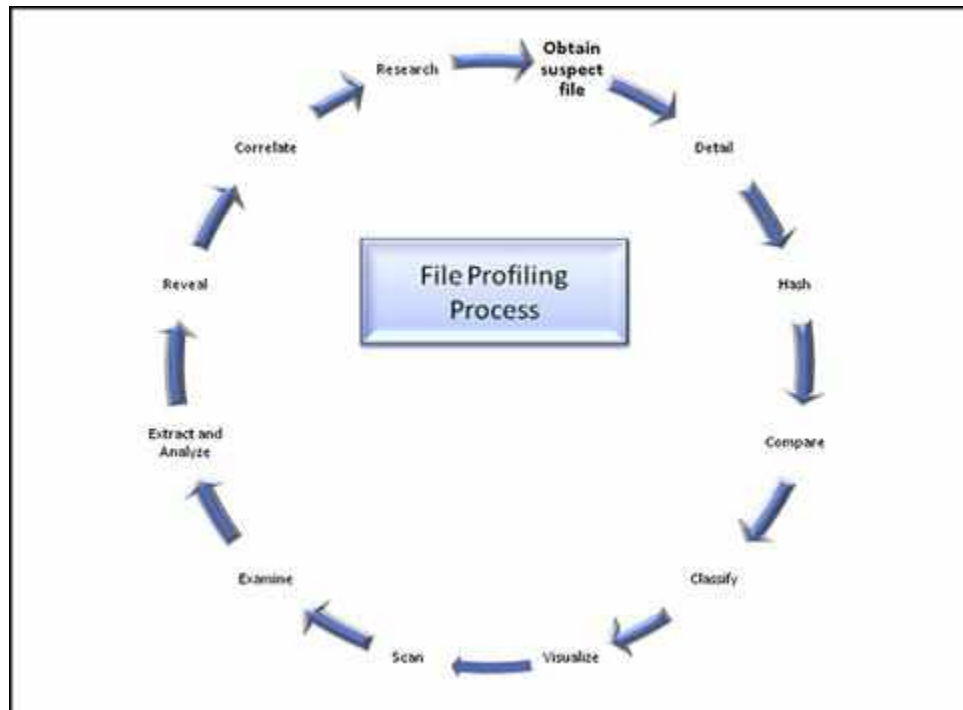 Obtain
suspect
file
Detail
Hash
Compare
Classify
Visualize
Scan
Examine
Extract and
Analyze
Reveal
Correlate
Research
File Profiling
Process